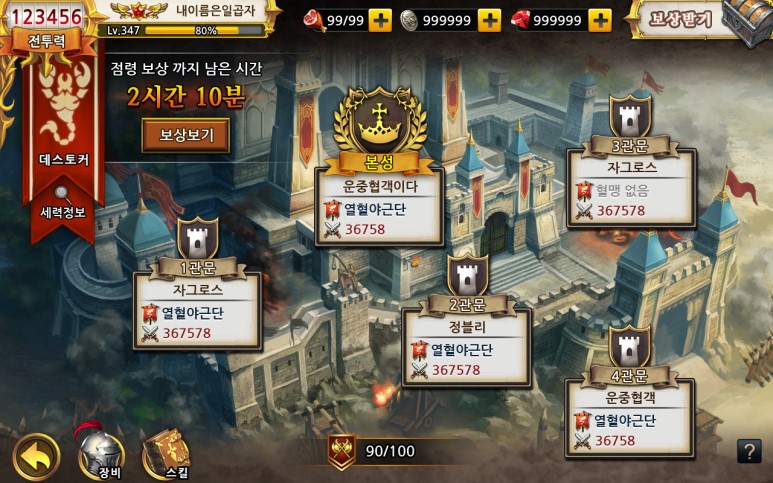 123456
전투력
내이름은일곱자
Lv.347
80%
99/99
999999
999999
보상받기
점령 보상 까지 남은 시간
2시간 10분
보상보기
데스토커
세력정보
본성
운중협객이다
열혈야근단
36758
3관문
자그로스
혈맹 없음
367578
1관문
자그로스
열혈야근단
367578
2관문
정블리
열혈야근단
367578
4관문
운중협객
열혈야근단
36758
장비
스킬
90/100
?